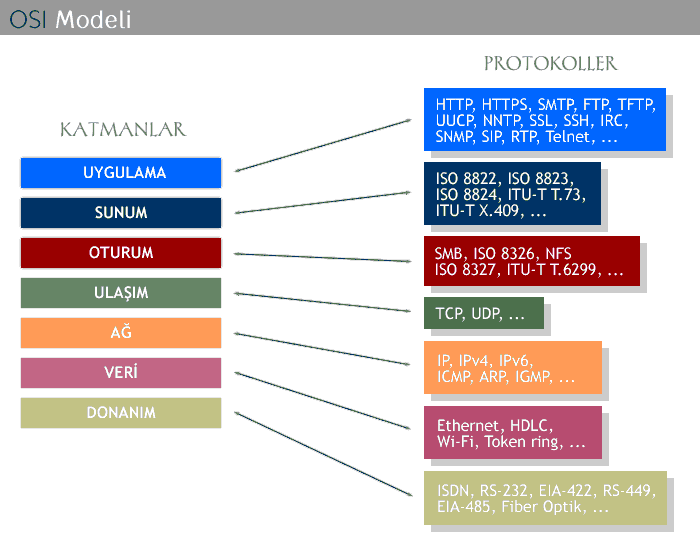 OSI Modeli
KATMANLAR
UYGULAMA
SUNUM
OTURUM
ULAŞIM
AĞ
VERİ
DONANIM
PROTOKOLLER
HTTP, HTTPS, SMTP, FTP, TFTP,
UUCP, NNTP, SSL, SSH, IRC,
SNMP, SIP, RTP, Telnet, ...
ISO 8822, ISO 8823,
ISO 8824, ITU-T T.73,
ITU-T X.409, ...
SMB, ISO 8326, NFS
ISO 8327, ITU-T T.6299, ...
TCP, UDP, ...
IP, IPv4, IPv6,
ICMP, ARP, IGMP, ...
Ethernet, HDLC,
Wi-Fi, Token ring, ...
ISDN, RS-232, EIA-422, RS-449,
EIA-485, Fiber Optik, ...